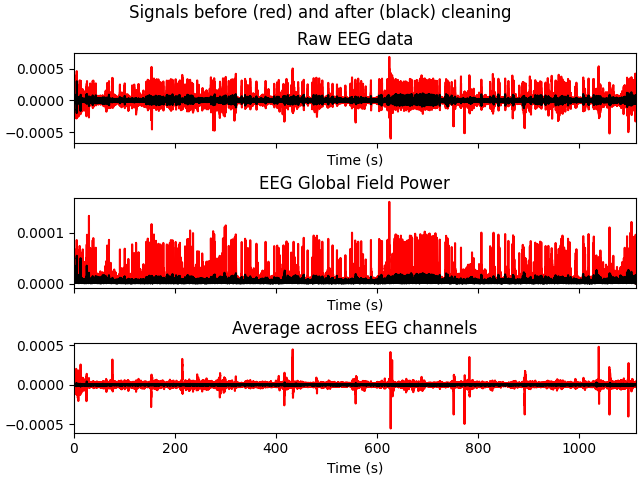 Signals before (red) and after (black) cleaning
Raw EEG data
0.0005
0.0000
−0.0005
Time (s)
EEG Global Field Power
0.0001
0.0000
Time (s)
Average across EEG channels
0.0005
0.0000
−0.0005
0 200 400 600 800 1000
Time (s)